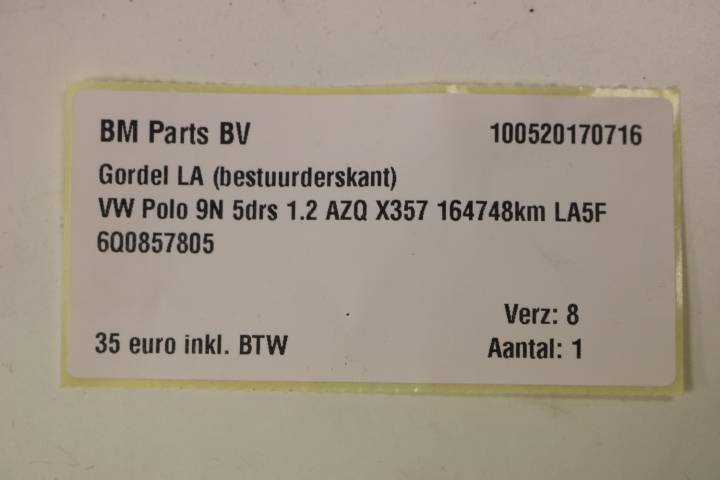 BM Parts BV 100520170716
Gordel LA (bestuurderskant)
VW Polo 9N 5drs 1.2 AZQ X357 164748km LA5F
6Q0857805
Verz: 8
35 euro inkl. BTW Aantal: 1